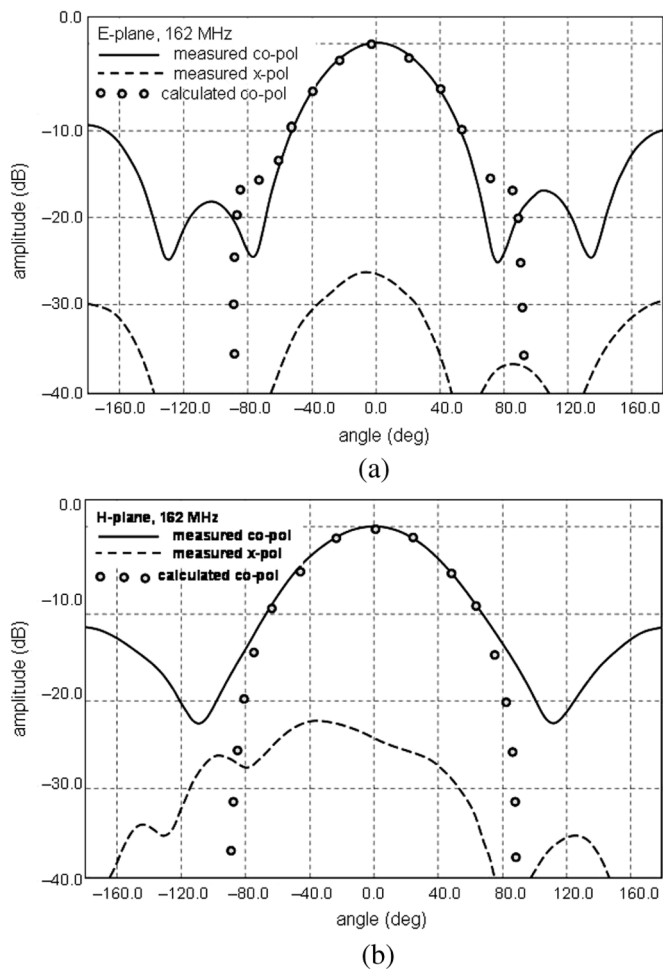 0.0
E-plane, 162 MHz
measured co-pol
measured x-pol
calculated co-pol
−10.0
−20.0
−30.0
−40.0
amplitude (dB)
−160.0 −120.0 −80.0 −40.0 0.0 40.0 80.0 120.0 160.0
angle (deg)
(a)
0.0
H-plane, 162 MHz
measured co-pol
measured x-pol
calculated co-pol
−10.0
−20.0
−30.0
−40.0
amplitude (dB)
−160.0 −120.0 −80.0 −40.0 0.0 40.0 80.0 120.0 160.0
angle (deg)
(b)